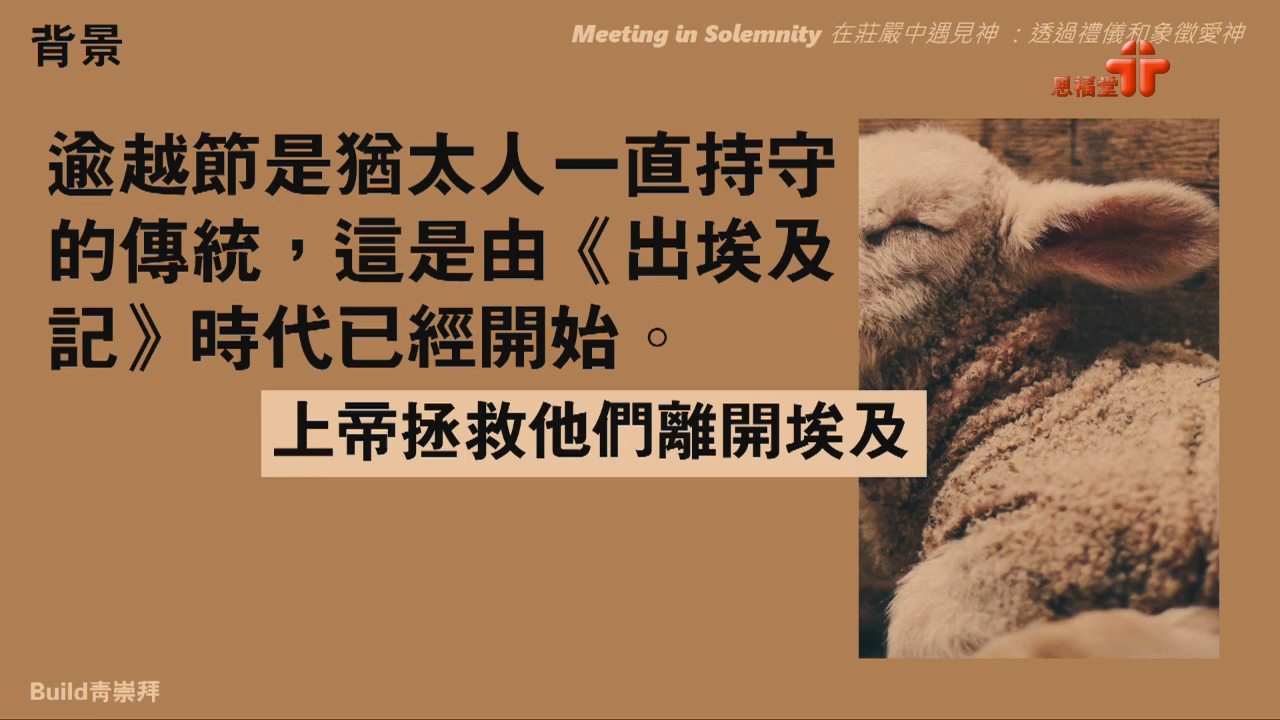 背景
Meeting in Solemnity 在莊嚴中遇見神 ：透過禮儀和象徵愛神
恩福堂
逾越節是猶太人一直持守
的傳統，這是由《出埃及
記》時代已經開始。
上帝拯救他們離開埃及
Build青崇拜